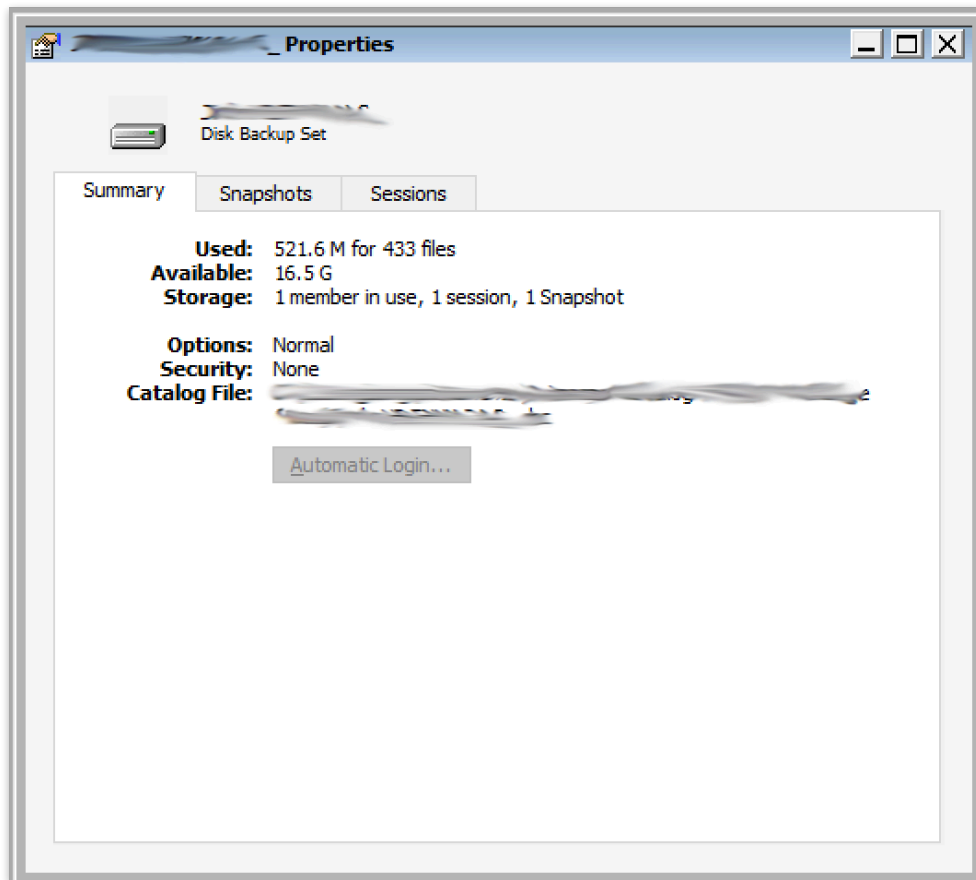 _ Properties
Disk Backup Set
Summary
Snapshots
Sessions
Used: 521.6 M for 433 files
Available: 16.5 G
Storage: 1 member in use, 1 session, 1 Snapshot
Options: Normal
Security: None
Catalog File:
Automatic Login...